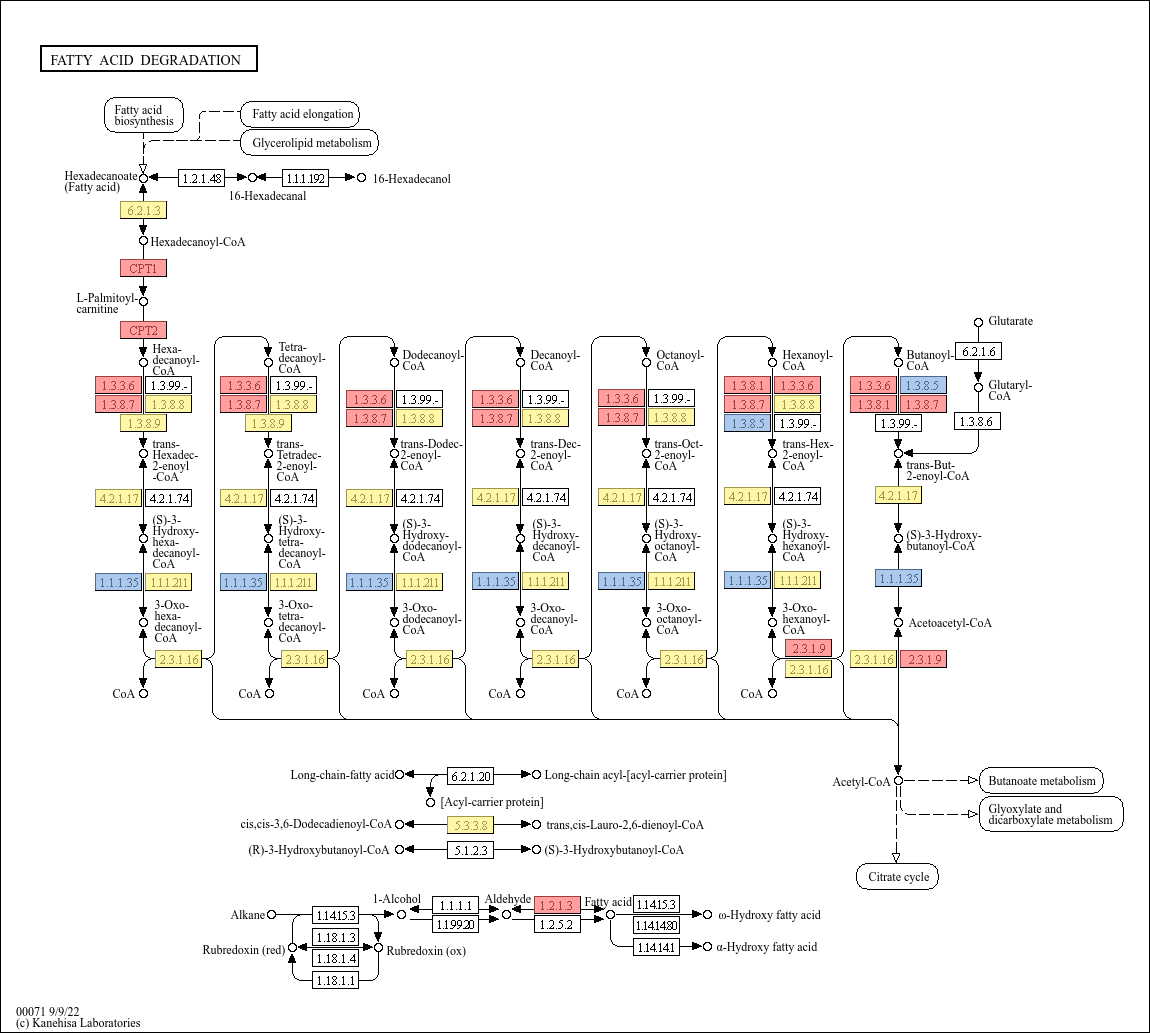 FATTY ACID DEGRADATION
Fatty acid
biosynthesis
Fatty acid elongation
Glycerolipid metabolism
Hexadecanoate
(Fatty acid)
1.2.1.48
1.1.1.192
16-Hexadecanol
16-Hexadecanal
6.2.1.3
Hexadecanoyl-CoA
CPT1
L-Palmitoyl-
carnitine
CPT2
Glutarate
6.2.1.6
Glutaryl-
CoA
1.3.8.6
Hexa-
decanoyl-
CoA
Tetra-
decanoyl-
CoA
Dodecanoyl-
CoA
Decanoyl-
CoA
Octanoyl-
CoA
Hexanoyl-
CoA
Butanoyl-
CoA
1.3.3.6
1.3.99.-
1.3.8.7
1.3.8.8
1.3.8.9
1.3.3.6
1.3.99.-
1.3.8.7
1.3.8.8
1.3.8.9
1.3.3.6
1.3.99.-
1.3.8.7
1.3.8.8
1.3.3.6
1.3.99.-
1.3.8.7
1.3.8.8
1.3.3.6
1.3.99.-
1.3.8.7
1.3.8.8
1.3.8.1
1.3.3.6
1.3.8.7
1.3.8.8
1.3.8.5
1.3.99.-
1.3.3.6
1.3.8.5
1.3.8.1
1.3.8.7
1.3.99.-
trans-
Hexadec-
2-enoyl
-CoA
trans-
Tetradec-
2-enoyl-
CoA
trans-Dodec-
2-enoyl-
CoA
trans-Dec-
2-enoyl-
CoA
trans-Oct-
2-enoyl-
CoA
trans-Hex-
2-enoyl-
CoA
trans-But-
2-enoyl-CoA
4.2.1.17
4.2.1.74
4.2.1.17
4.2.1.74
4.2.1.17
4.2.1.74
4.2.1.17
4.2.1.74
4.2.1.17
4.2.1.74
4.2.1.17
4.2.1.74
4.2.1.17
(S)-3-
Hydroxy-
hexa-
decanoyl-
CoA
(S)-3-
Hydroxy-
tetra-
decanoyl-
CoA
(S)-3-
Hydroxy-
dodecanoyl-
CoA
(S)-3-
Hydroxy-
decanoyl-
CoA
(S)-3-
Hydroxy-
octanoyl-
CoA
(S)-3-
Hydroxy-
hexanoyl-
CoA
(S)-3-Hydroxy-
butanoyl-CoA
1.1.1.35
1.1.1.211
1.1.1.35
1.1.1.211
1.1.1.35
1.1.1.211
1.1.1.35
1.1.1.211
1.1.1.35
1.1.1.211
1.1.1.35
1.1.1.211
1.1.1.35
3-Oxo-
hexa-
decanoyl-
CoA
3-Oxo-
tetra-
decanoyl-
CoA
3-Oxo-
dodecanoyl-
CoA
3-Oxo-
decanoyl-
CoA
3-Oxo-
octanoyl-
CoA
3-Oxo-
hexanoyl-
CoA
Acetoacetyl-CoA
2.3.1.16
2.3.1.16
2.3.1.16
2.3.1.16
2.3.1.16
2.3.1.9
2.3.1.16
2.3.1.16
2.3.1.9
CoA
CoA
CoA
CoA
CoA
CoA
Long-chain-fatty acid
6.2.1.20
Long-chain acyl-[acyl-carrier protein]
[Acyl-carrier protein]
cis,cis-3,6-Dodecadienoyl-CoA
5.3.3.8
trans,cis-Lauro-2,6-dienoyl-CoA
(R)-3-Hydroxybutanoyl-CoA
5.1.2.3
(S)-3-Hydroxybutanoyl-CoA
Acetyl-CoA
Butanoate metabolism
Glyoxylate and
dicarboxylate metabolism
Citrate cycle
Alkane
1.14.15.3
1-Alcohol
1.1.1.1
1.1.99.20
Aldehyde
1.2.1.3
1.2.5.2
Fatty acid
1.14.15.3
1.14.14.80
1.14.14.1
ω-Hydroxy fatty acid
α-Hydroxy fatty acid
Rubredoxin (red)
1.18.1.3
1.18.1.4
1.18.1.1
Rubredoxin (ox)
00071 9/9/22
(c) Kanehisa Laboratories